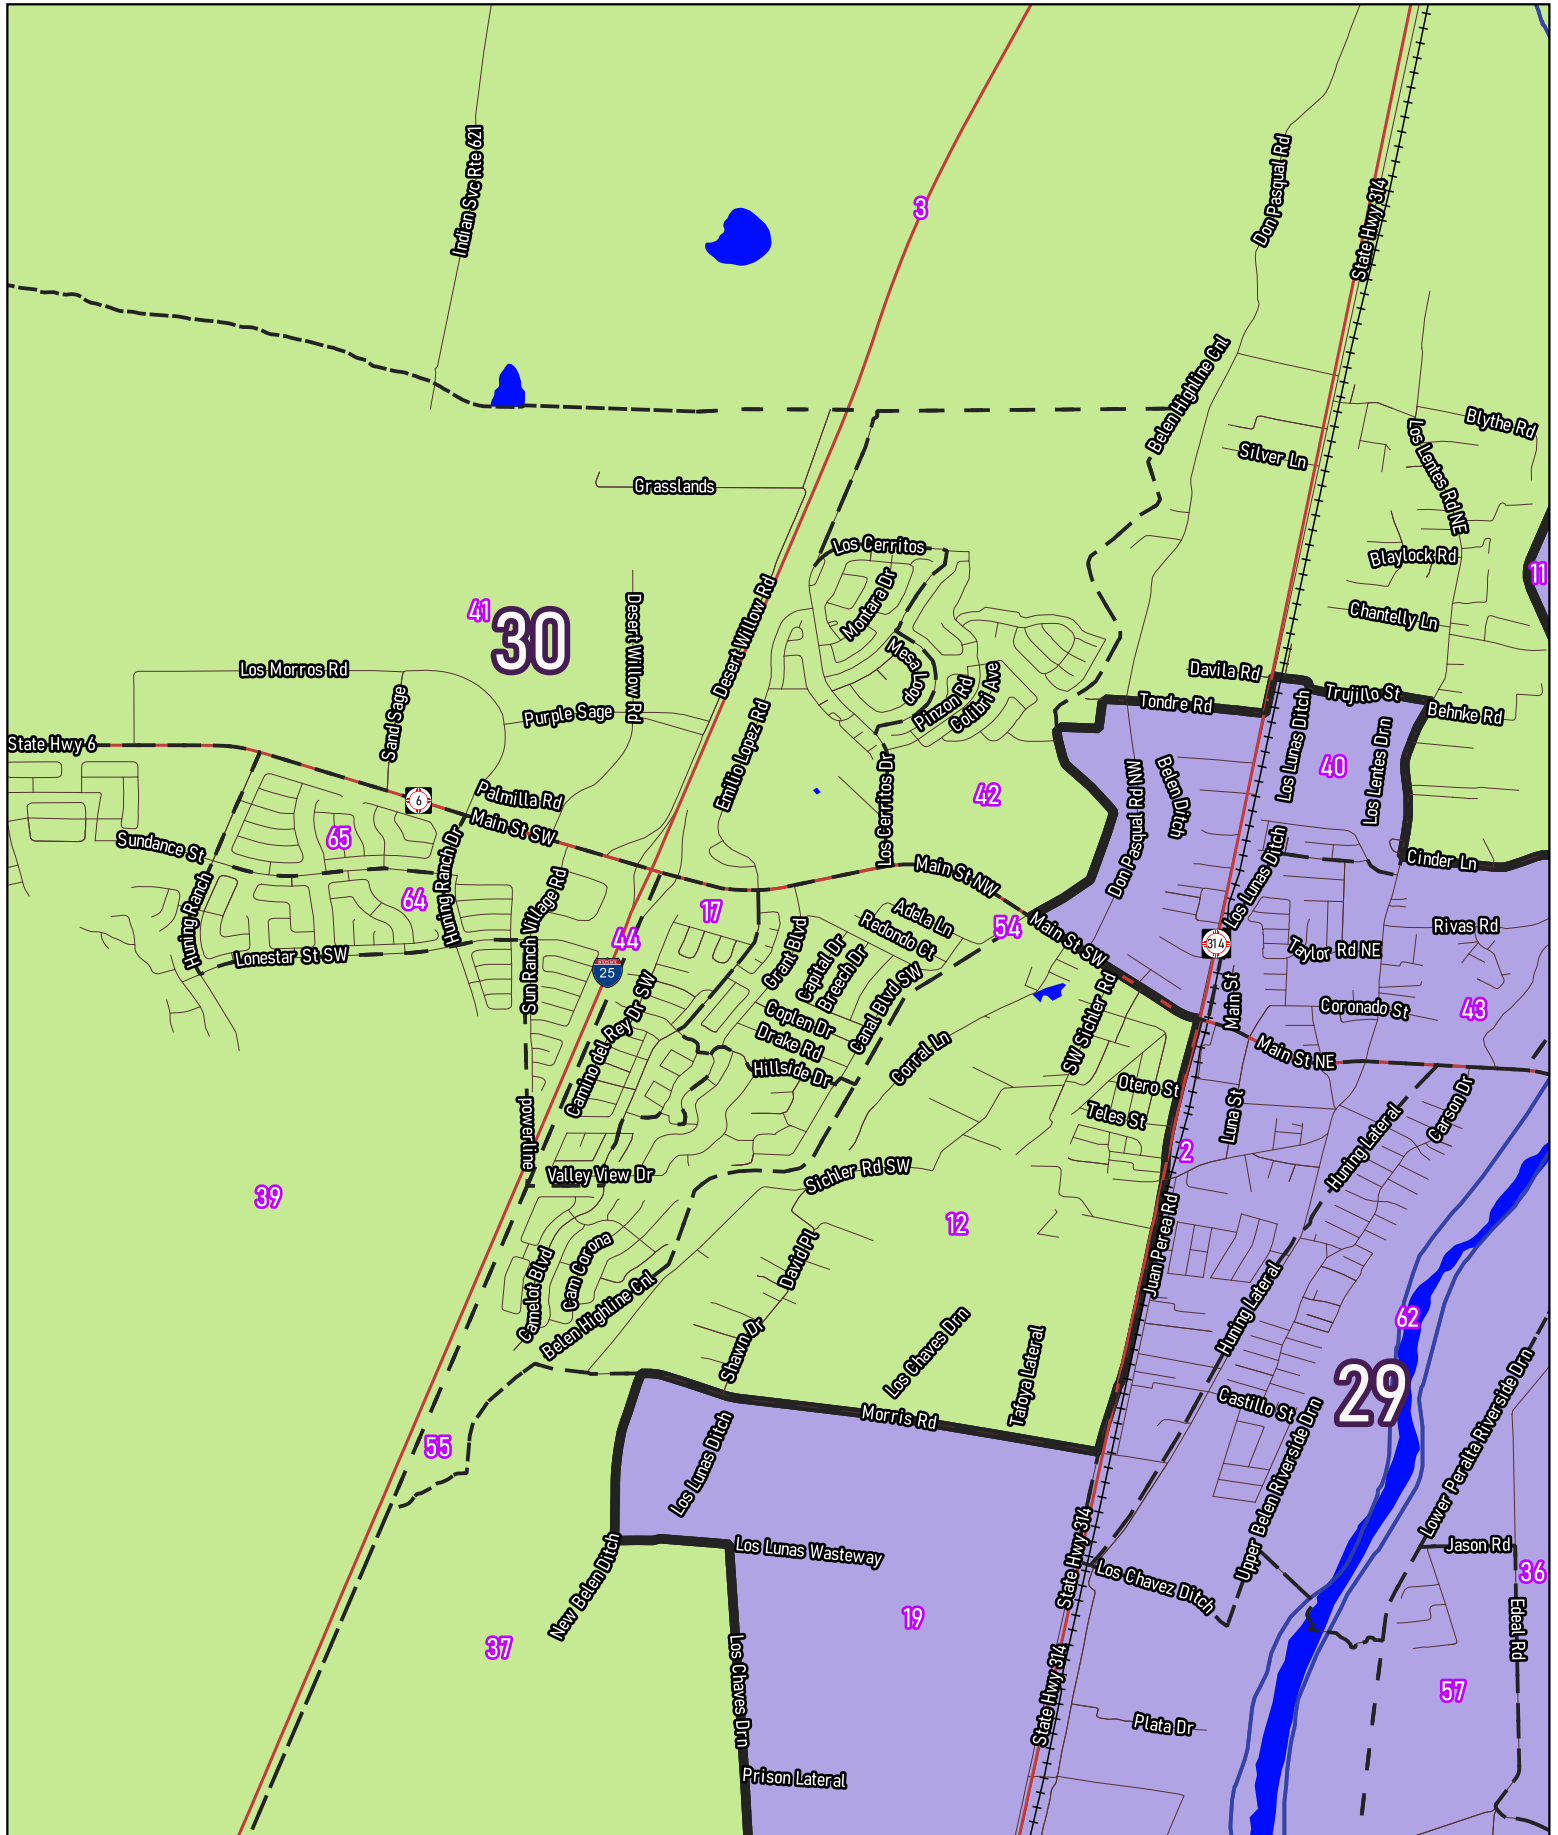 Indian Svc Rte 621
3
Don Pasqual Rd
State Hwy 314
Belen Highline Cnl
Blythe Rd
Silver Ln
Los Lentes Rd NE
Grasslands
Los Cerritos
Blaylock Rd
11
Montara Dr
Chantelly Ln
41
30
Desert Willow Rd
Desert Willow Rd
Mesa Loop
Los Morros Rd
Davila Rd
Pinzon Rd
Colibri Ave
Trujillo St
Tondre Rd
Behnke Rd
Sand Sage
Purple Sage
Emilio Lopez Rd
Los Lunas Ditch
Los Lentes Drn
State Hwy 6
40
Los Cerritos Dr
42
Don Pasqual Rd NW
Belen Ditch
6
Palmilla Rd
Main St SW
65
Sundance St
Huning Ranch Dr
Main St NW
Los Lunas Ditch
Cinder Ln
Huning Ranch
64
Sun Ranch Village Rd
17
Adela Ln
Redondo Ct
54
Main St SW
Rivas Rd
44
Grant Blvd
Capital Dr
Breech Dr
314
Taylor Rd NE
Lonestar St SW
25
Canal Blvd SW
Main St
Coronado St
43
Camino del Rey Dr SW
Coplen Dr
Drake Rd
Corral Ln
SW Sichler Rd
Main St NE
Hillside Dr
Otero St
Luna St
Carson Dr
Teles St
powerline
2
Huning Lateral
Valley View Dr
Sichler Rd SW
39
12
Juan Perea Rd
David Pl
Camelot Blvd
Cam Corona
Belen Highline Cnl
Huning Lateral
62
Shawn Dr
Los Chaves Drn
Tafoya Lateral
29
Castillo St
Morris Rd
Lower Peralta Riverside Drn
55
Los Lunas Ditch
Upper Belen Riverside Drn
State Hwy 314
New Belen Ditch
Los Lunas Wasteway
Jason Rd
Los Chavez Ditch
36
19
Edeal Rd
37
Los Chaves Drn
State Hwy 314
57
Plata Dr
Prison Lateral